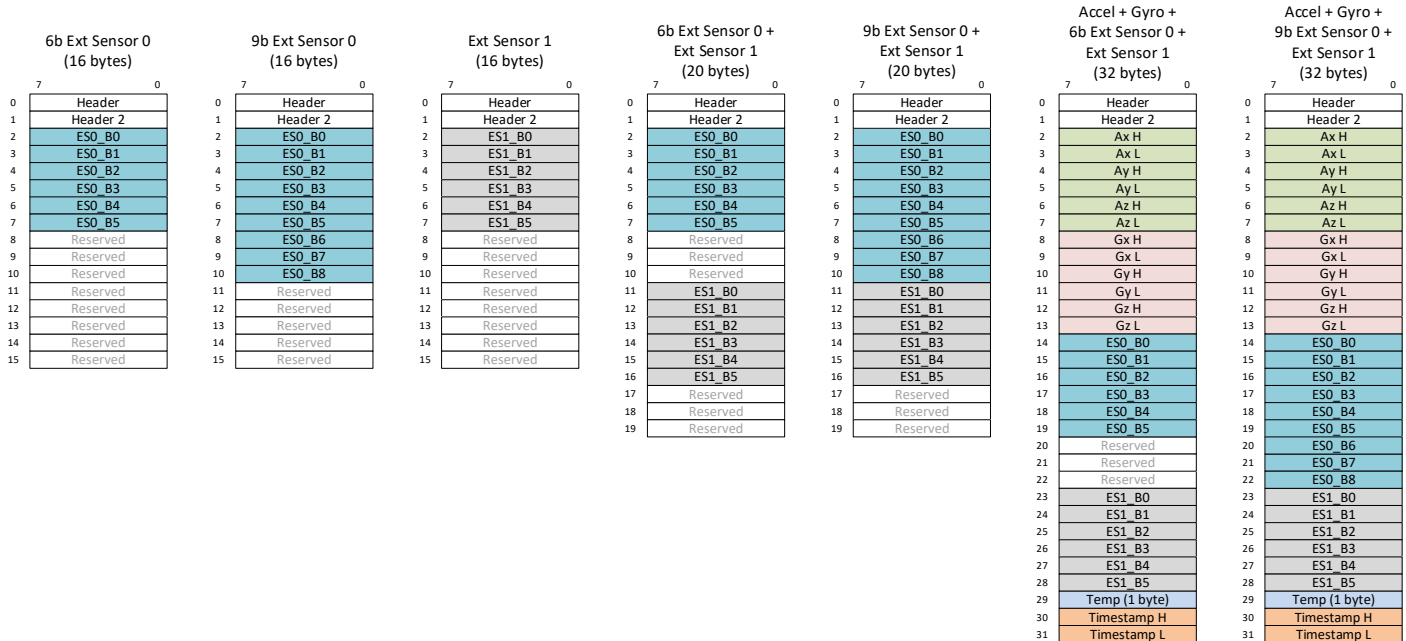 6b Ext Sensor 0
(16 bytes)
7 0
0 Header
1 Header 2
2 ES0_B0
3 ES0_B1
4 ES0_B2
5 ES0_B3
6 ES0_B4
7 ES0_B5
8 Reserved
9 Reserved
10 Reserved
11 Reserved
12 Reserved
13 Reserved
14 Reserved
15 Reserved
9b Ext Sensor 0
(16 bytes)
7 0
0 Header
1 Header 2
2 ES0_B0
3 ES0_B1
4 ES0_B2
5 ES0_B3
6 ES0_B4
7 ES0_B5
8 ES0_B6
9 ES0_B7
10 ES0_B8
11 Reserved
12 Reserved
13 Reserved
14 Reserved
15 Reserved
Ext Sensor 1
(16 bytes)
7 0
0 Header
1 Header 2
2 ES1_B0
3 ES1_B1
4 ES1_B2
5 ES1_B3
6 ES1_B4
7 ES1_B5
8 Reserved
9 Reserved
10 Reserved
11 Reserved
12 Reserved
13 Reserved
14 Reserved
15 Reserved
6b Ext Sensor 0 +
Ext Sensor 1
(20 bytes)
7 0
0 Header
1 Header 2
2 ES0_B0
3 ES0_B1
4 ES0_B2
5 ES0_B3
6 ES0_B4
7 ES0_B5
8 Reserved
9 Reserved
10 Reserved
11 ES1_B0
12 ES1_B1
13 ES1_B2
14 ES1_B3
15 ES1_B4
16 ES1_B5
17 Reserved
18 Reserved
19 Reserved
9b Ext Sensor 0 +
Ext Sensor 1
(20 bytes)
7 0
0 Header
1 Header 2
2 ES0_B0
3 ES0_B1
4 ES0_B2
5 ES0_B3
6 ES0_B4
7 ES0_B5
8 ES0_B6
9 ES0_B7
10 ES0_B8
11 ES1_B0
12 ES1_B1
13 ES1_B2
14 ES1_B3
15 ES1_B4
16 ES1_B5
17 Reserved
18 Reserved
19 Reserved
Accel + Gyro +
6b Ext Sensor 0 +
Ext Sensor 1
(32 bytes)
7 0
0 Header
1 Header 2
2 Ax H
3 Ax L
4 Ay H
5 Ay L
6 Az H
7 Az L
8 Gx H
9 Gx L
10 Gy H
11 Gy L
12 Gz H
13 Gz L
14 ES0_B0
15 ES0_B1
16 ES0_B2
17 ES0_B3
18 ES0_B4
19 ES0_B5
20 Reserved
21 Reserved
22 Reserved
23 ES1_B0
24 ES1_B1
25 ES1_B2
26 ES1_B3
27 ES1_B4
28 ES1_B5
29 Temp (1 byte)
30 Timestamp H
31 Timestamp L
Accel + Gyro +
9b Ext Sensor 0 +
Ext Sensor 1
(32 bytes)
7 0
0 Header
1 Header 2
2 Ax H
3 Ax L
4 Ay H
5 Ay L
6 Az H
7 Az L
8 Gx H
9 Gx L
10 Gy H
11 Gy L
12 Gz H
13 Gz L
14 ES0_B0
15 ES0_B1
16 ES0_B2
17 ES0_B3
18 ES0_B4
19 ES0_B5
20 ES0_B6
21 ES0_B7
22 ES0_B8
23 ES1_B0
24 ES1_B1
25 ES1_B2
26 ES1_B3
27 ES1_B4
28 ES1_B5
29 Temp (1 byte)
30 Timestamp H
31 Timestamp L